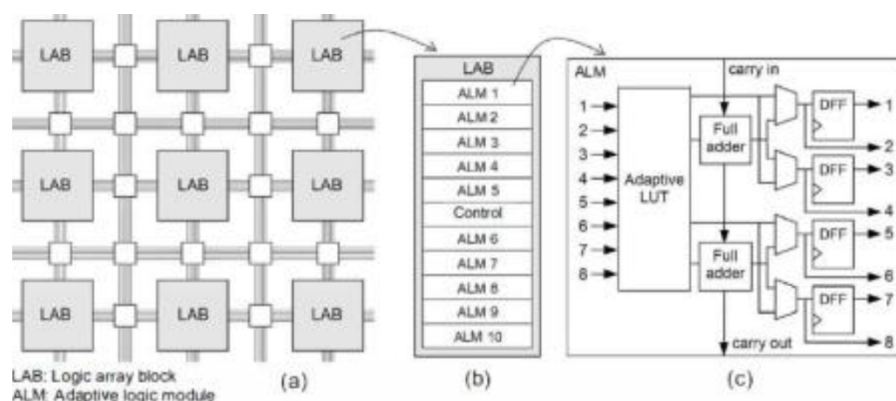 LAB
LAB
LAB
LAB
LAB
LAB
LAB
LAB
LAB
LAB: Logic array block
ALM: Adaptive logic module
(a)
LAB
ALM 1
ALM 2
ALM 3
ALM 4
ALM 5
Control
ALM 6
ALM 7
ALM 8
ALM 9
ALM 10
(b)
ALM
carry in
1
2
3
4
5
6
7
8
Adaptive
LUT
Full
adder
Full
adder
DFF
DFF
DFF
DFF
1
2
3
4
5
6
7
8
carry out
(c)